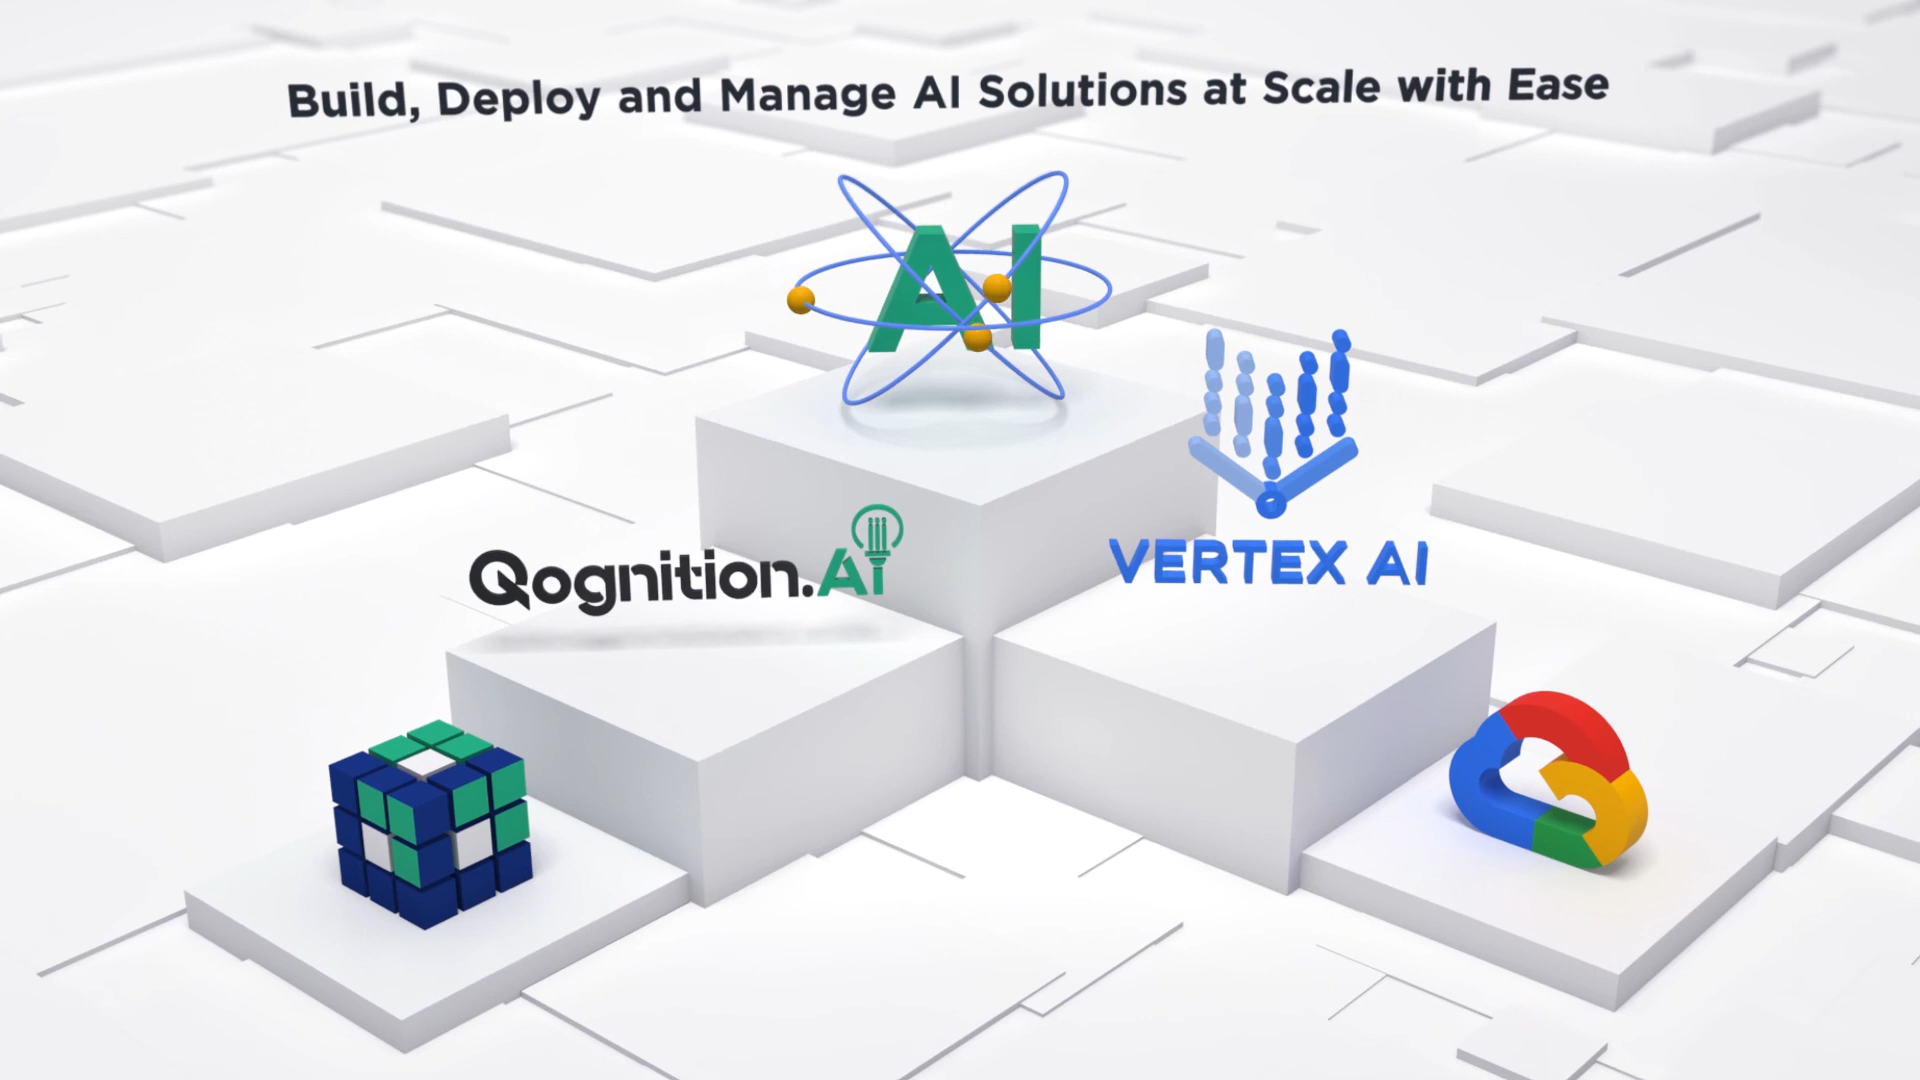 Build, Deploy and Manage AI Solutions at Scale with Ease
AI
Qognition.Ai
VERTEX AI